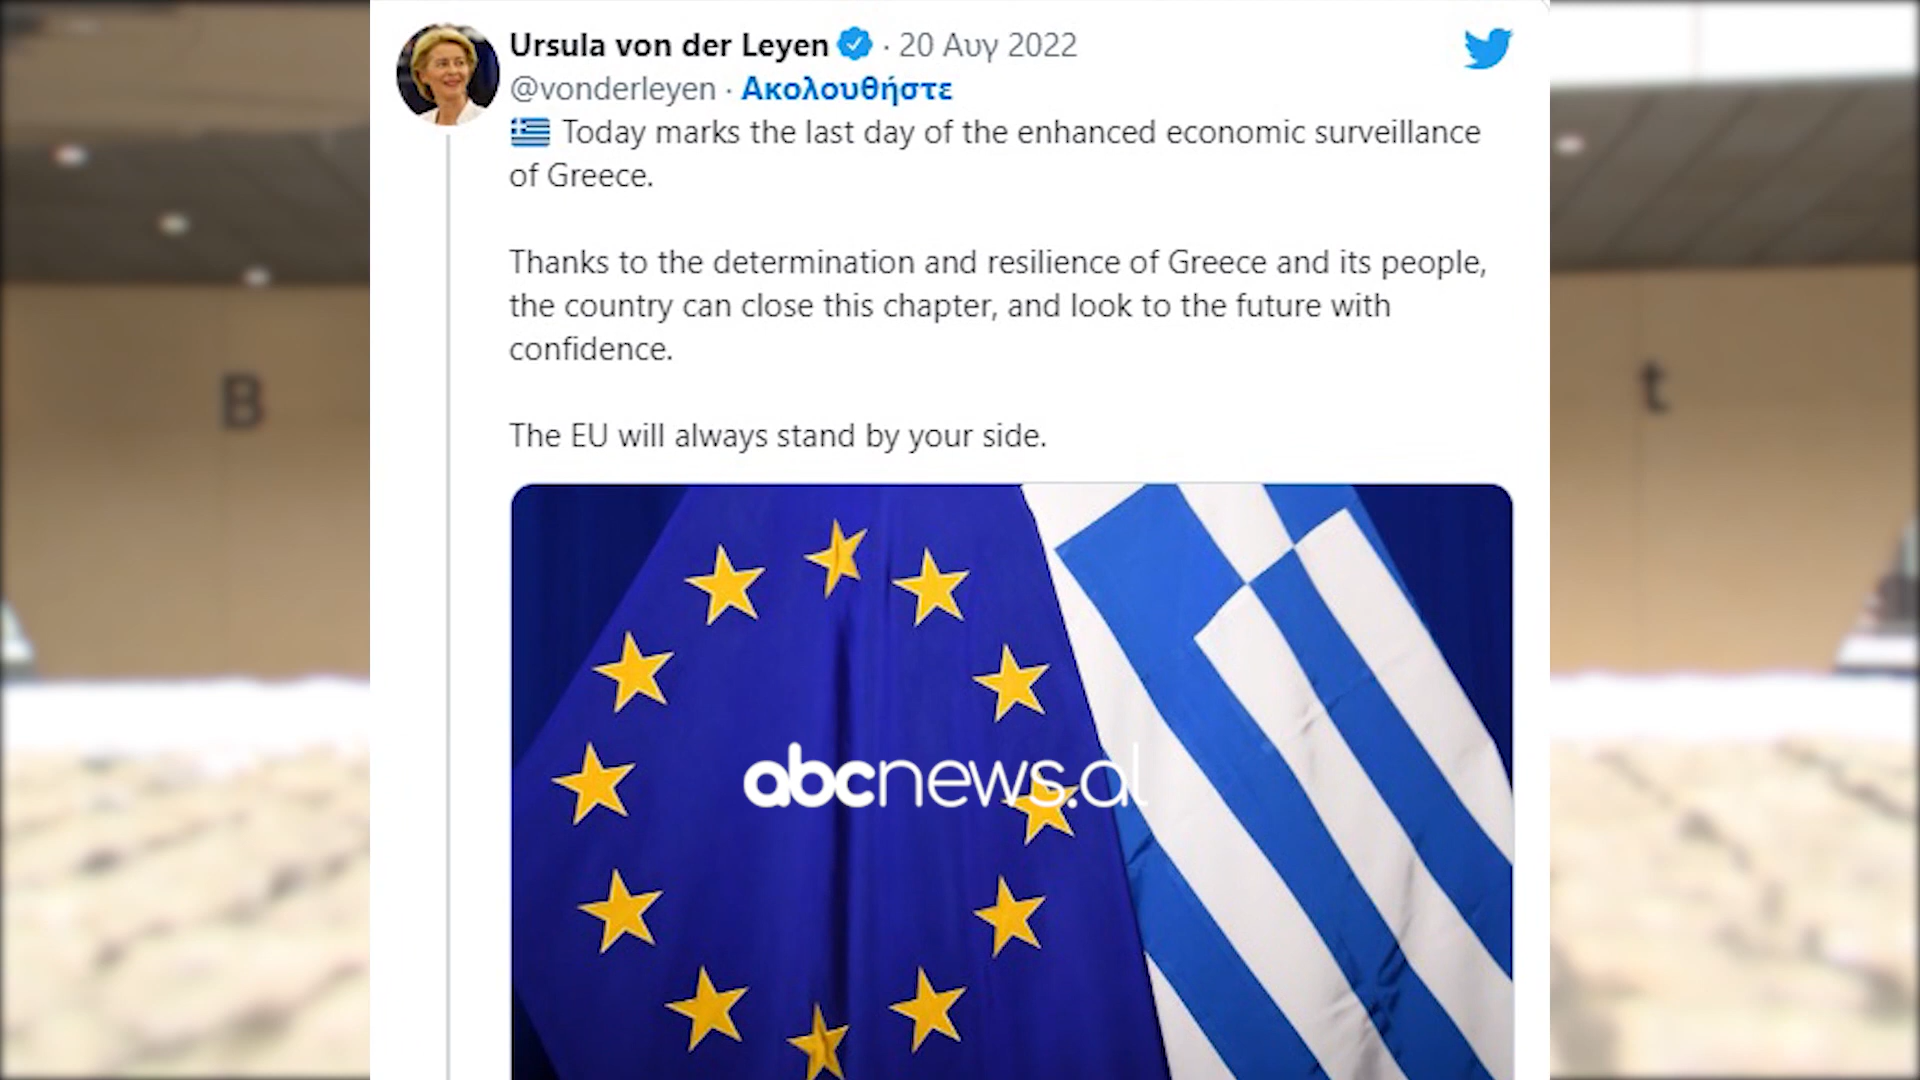 Ursula von der Leyen · 20 Αυγ 2022
@vonderleyen · Ακολουθήστε
🇬🇷 Today marks the last day of the enhanced economic surveillance
of Greece.
Thanks to the determination and resilience of Greece and its people,
the country can close this chapter, and look to the future with
confidence.
The EU will always stand by your side.
B
t
abcnews.al